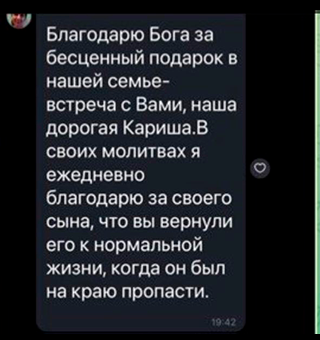 Благодарю Бога за
бесценный подарок в
нашей семье-
встреча с Вами, наша
дорогая Кариша.В
своих молитвах я
ежедневно
благодарю за своего
сына, что вы вернули
его к нормальной
жизни, когда он был
на краю пропасти.
19:42